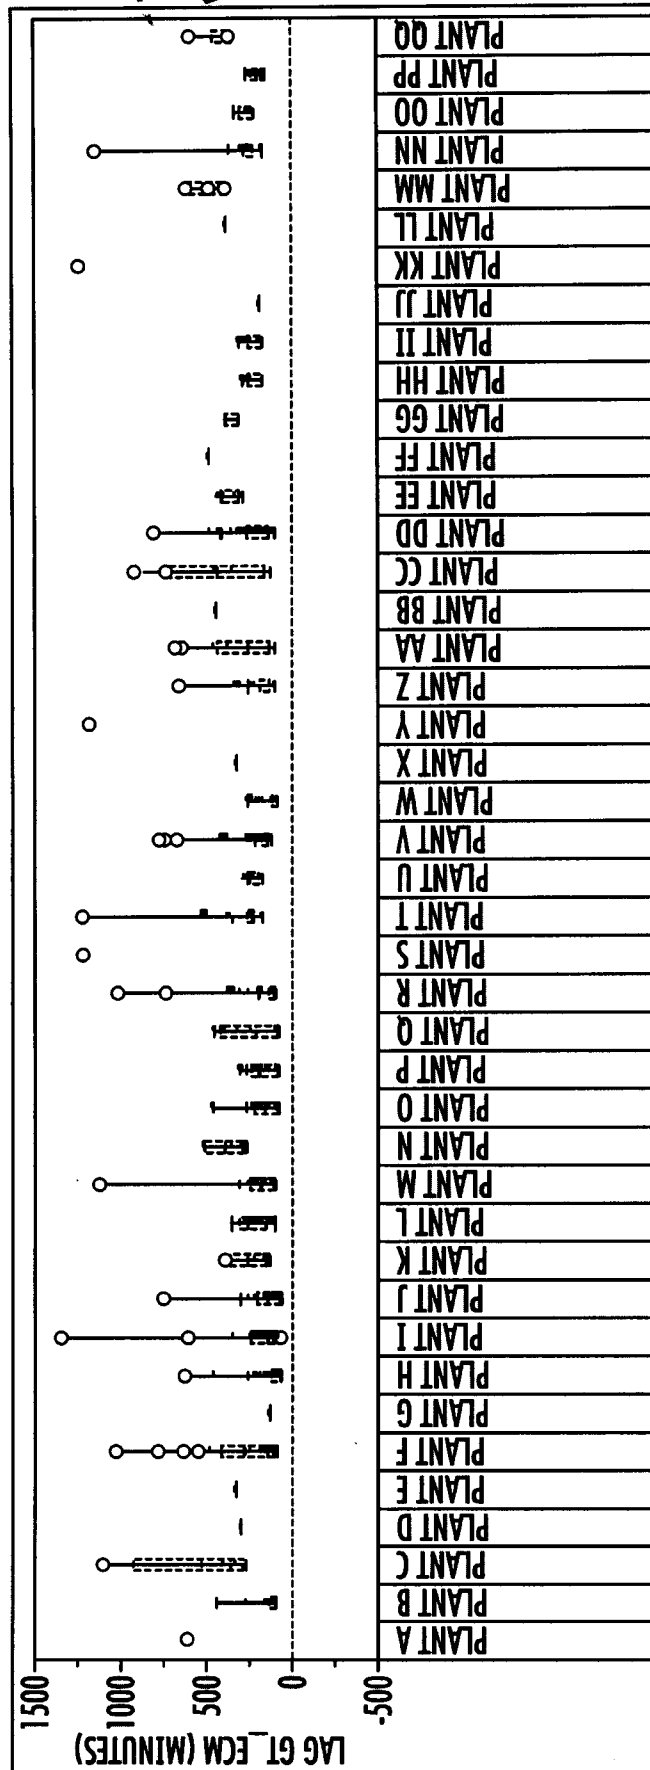 LAG GT_ECM (MINUTES)
1500
1000
500
0
-500
PLANT A
PLANT B
PLANT C
PLANT D
PLANT E
PLANT F
PLANT G
PLANT H
PLANT I
PLANT J
PLANT K
PLANT L
PLANT M
PLANT N
PLANT O
PLANT P
PLANT Q
PLANT R
PLANT S
PLANT T
PLANT U
PLANT V
PLANT W
PLANT X
PLANT Y
PLANT Z
PLANT AA
PLANT BB
PLANT CC
PLANT DD
PLANT EE
PLANT FF
PLANT GG
PLANT HH
PLANT II
PLANT JJ
PLANT KK
PLANT LL
PLANT MM
PLANT NN
PLANT OO
PLANT PP
PLANT QQ